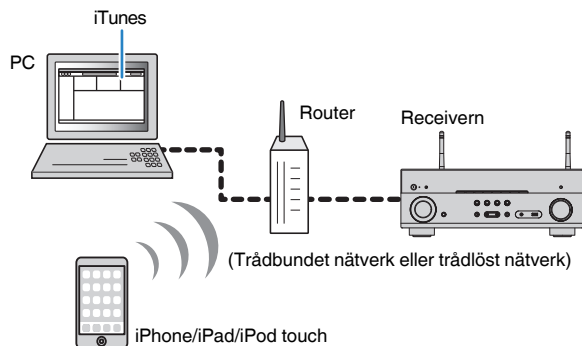 iTunes
PC
Router
Receivern
(Trådbundet nätverk eller trådlöst nätverk)
iPhone/iPad/iPod touch